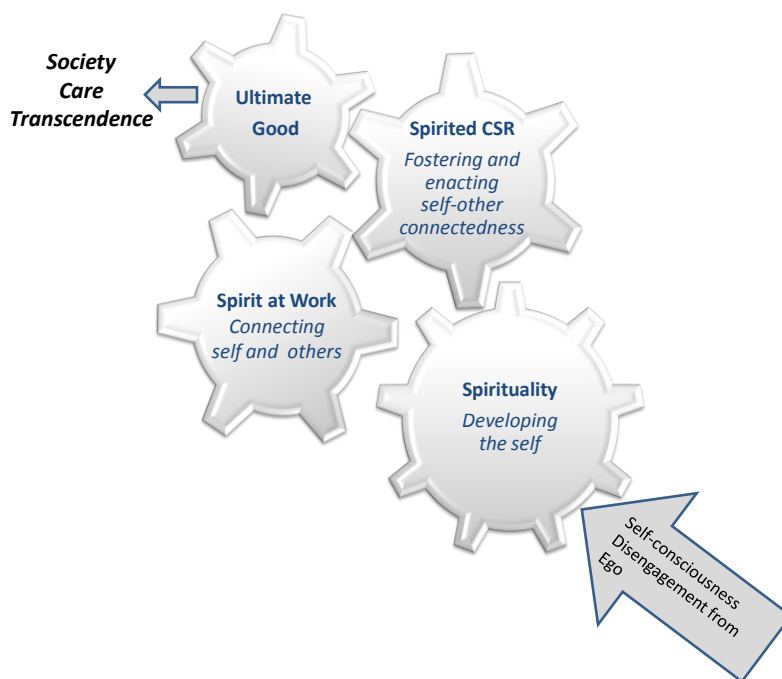 Society
Care
Transcendence
Ultimate
Good
Spirited CSR
Fostering and
enacting
self-other
connectedness
Spirit at Work
Connecting
self and others
Spirituality
Developing
the self
Self-consciousness
Disengagement from
Ego